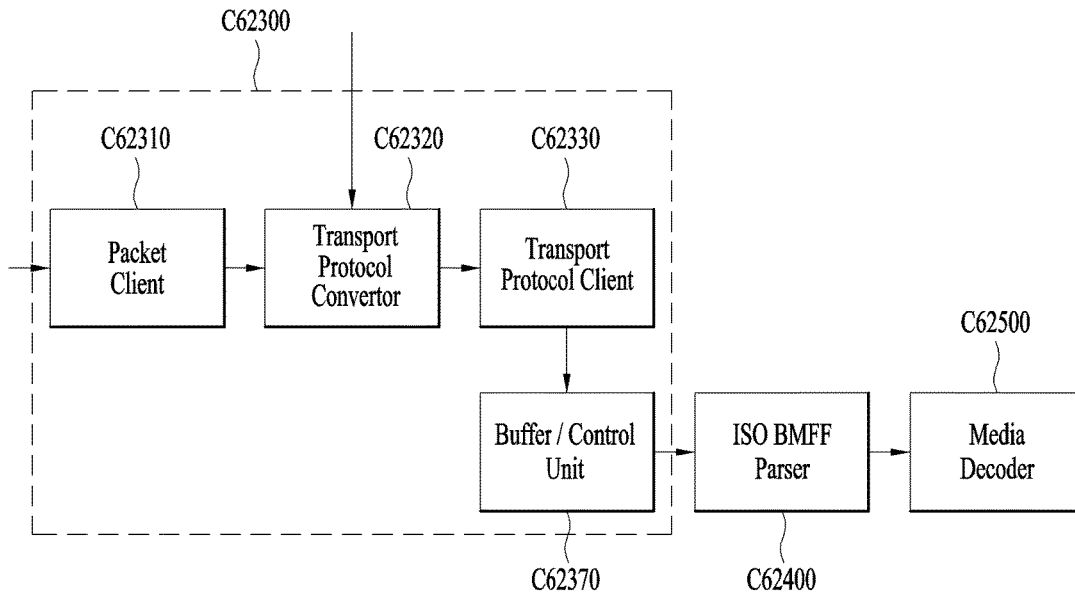 C62300
C62310
C62320
C62330
Packet
Client
Transport
Protocol
Convertor
Transport
Protocol Client
C62500
Buffer / Control
Unit
ISO BMFF
Parser
Media
Decoder
C62370
C62400